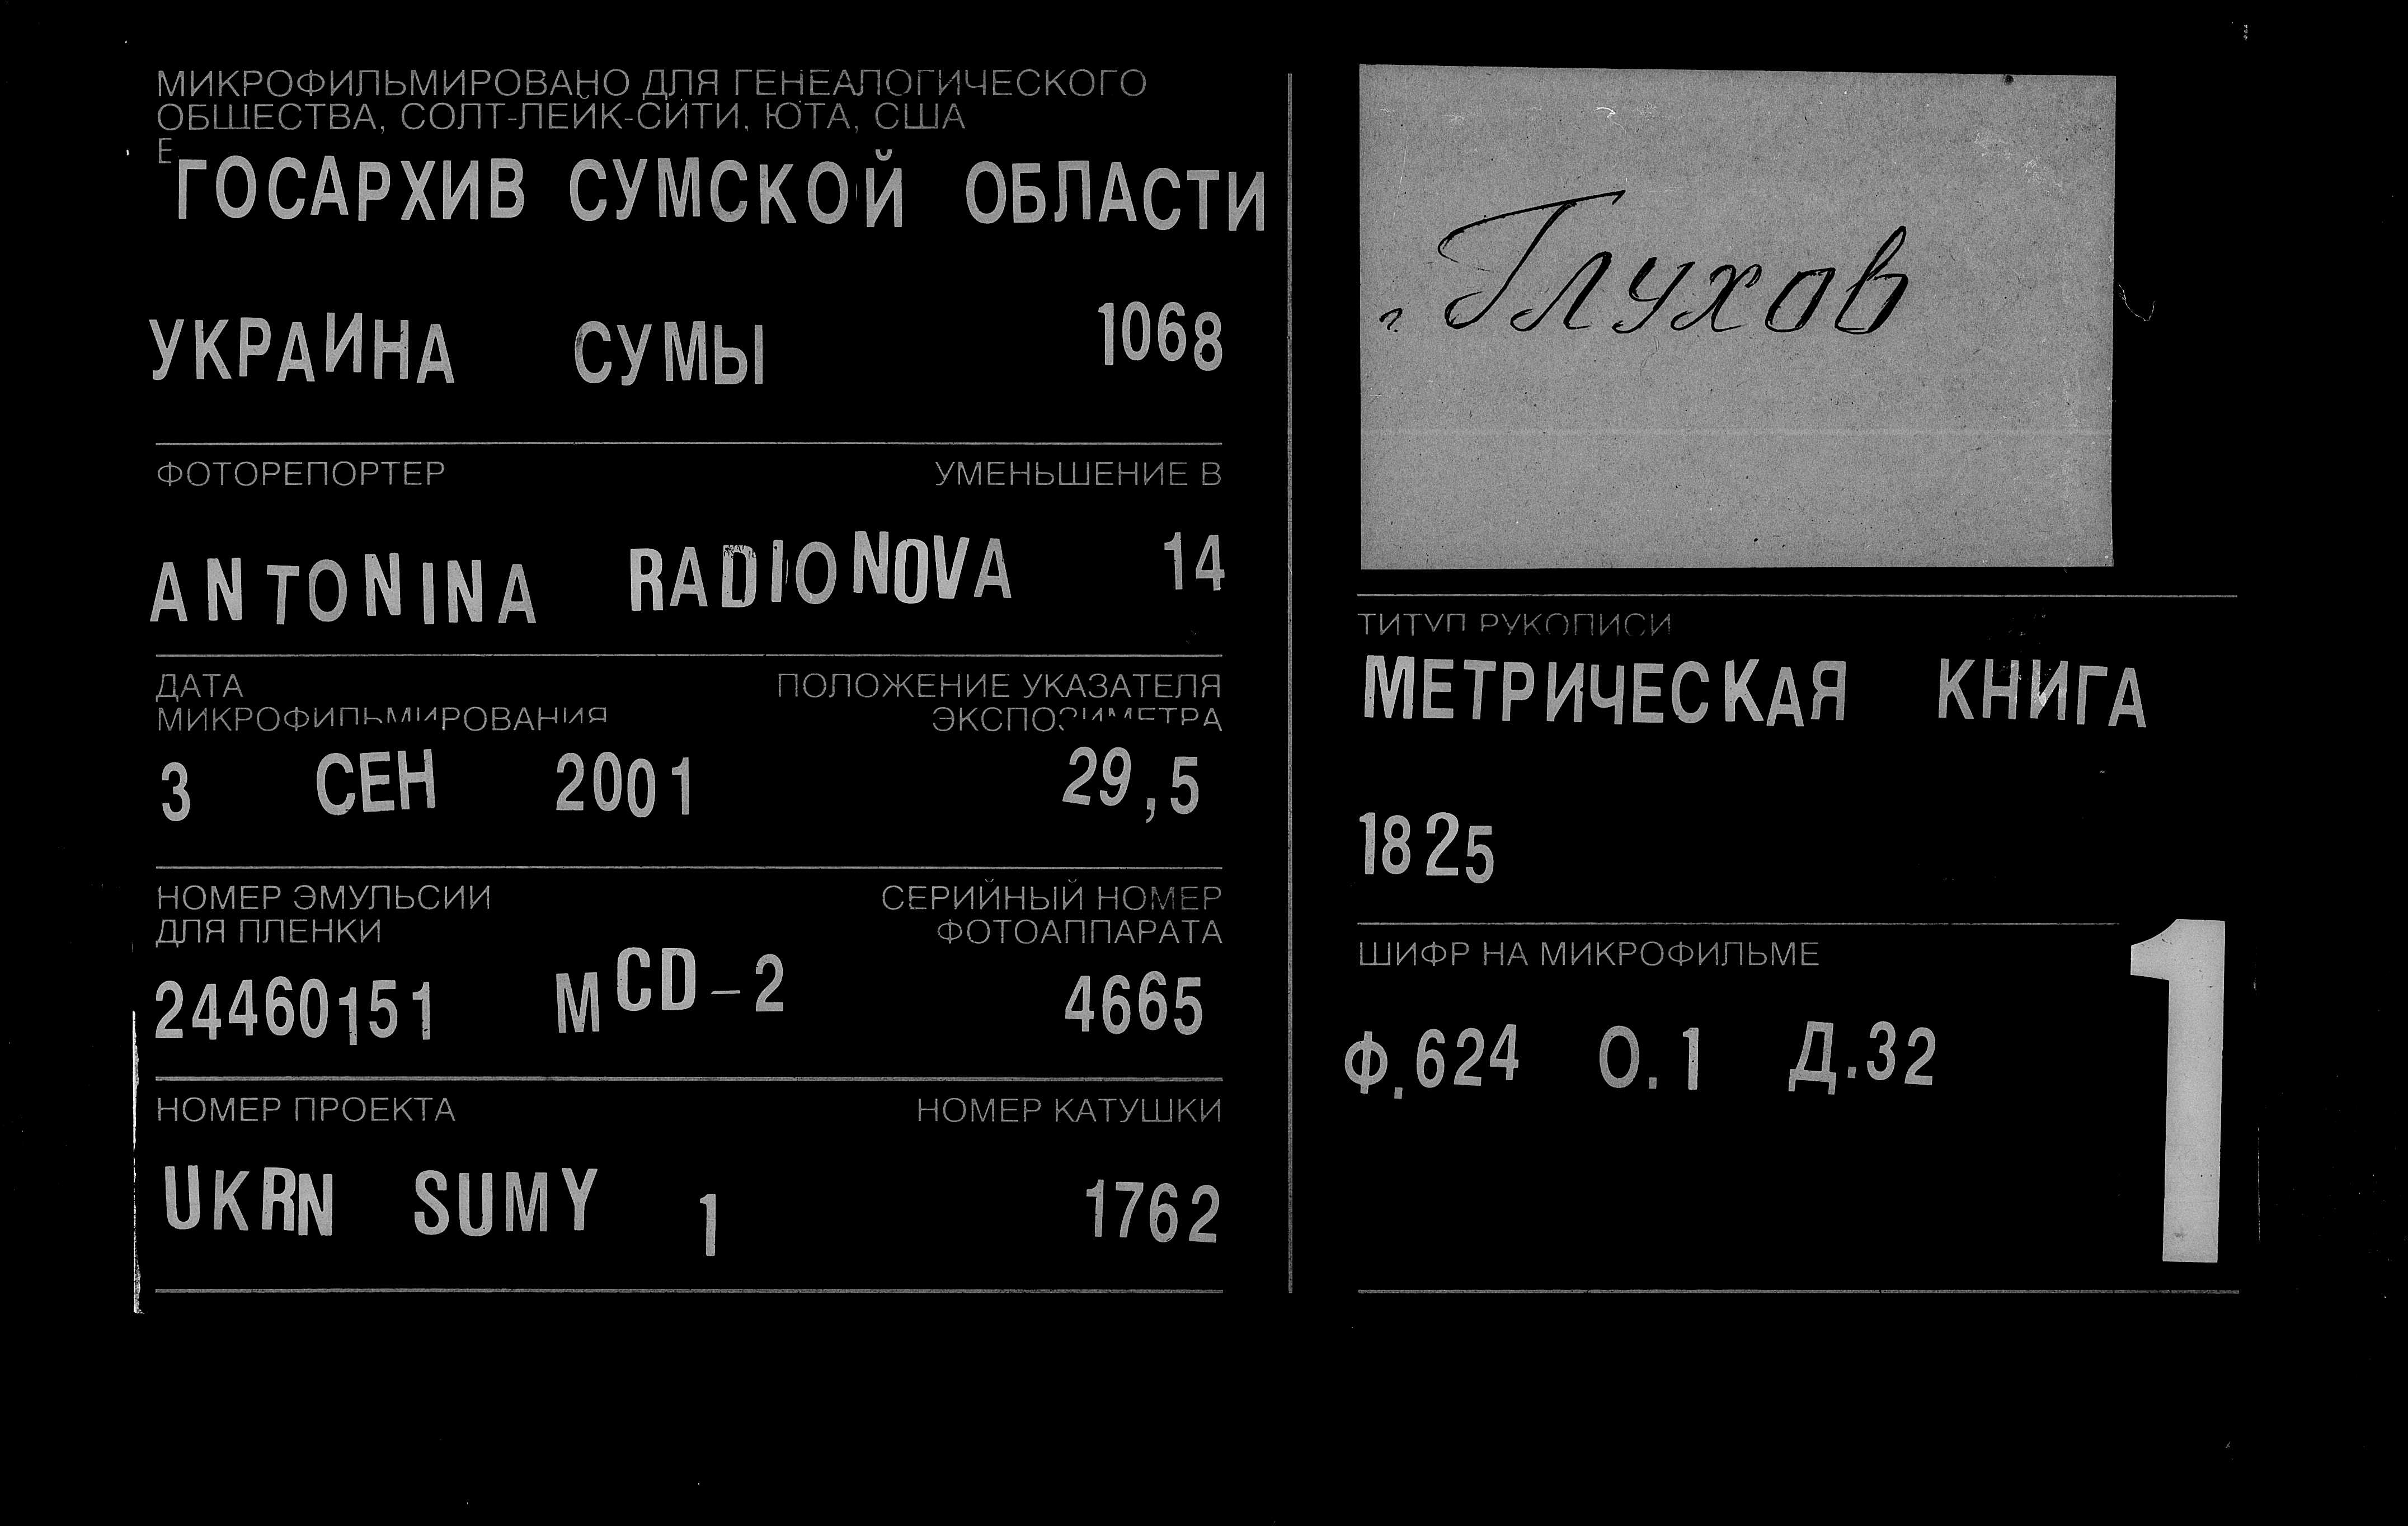 МИКРОФИЛЬМИРОВАНО ДЛЯ ГЕНЕАЛОГИЧЕСКОГО
ОБЩЕСТВА, СОЛТ-ЛЕЙК-СИТИ, ЮТА, США
Е
ГОСАРХИВ СУМСКОЙ ОБЛАСТИ
УКРАИНА СУМЫ 1068
ФОТОРЕПОРТЕР УМЕНЬШЕНИЕ В
ANTONINA RADIONOVA 14
ДАТА ПОЛОЖЕНИЕ УКАЗАТЕЛЯ
МИКРОФИЛЬМИРОВАНИЯ ЭКСПОЗИМЕТРА
3 СЕН 2001 29,5
НОМЕР ЭМУЛЬСИИ СЕРИЙНЫЙ НОМЕР
ДЛЯ ПЛЕНКИ ФОТОАППАРАТА
24460151 MCD-2 4665
НОМЕР ПРОЕКТА НОМЕР КАТУШКИ
UKRN SUMY 1 1762
г. Глухов
ТИТУЛ РУКОПИСИ
МЕТРИЧЕСКАЯ КНИГА
1825
ШИФР НА МИКРОФИЛЬМЕ
Ф.624 О.1 Д.32
1